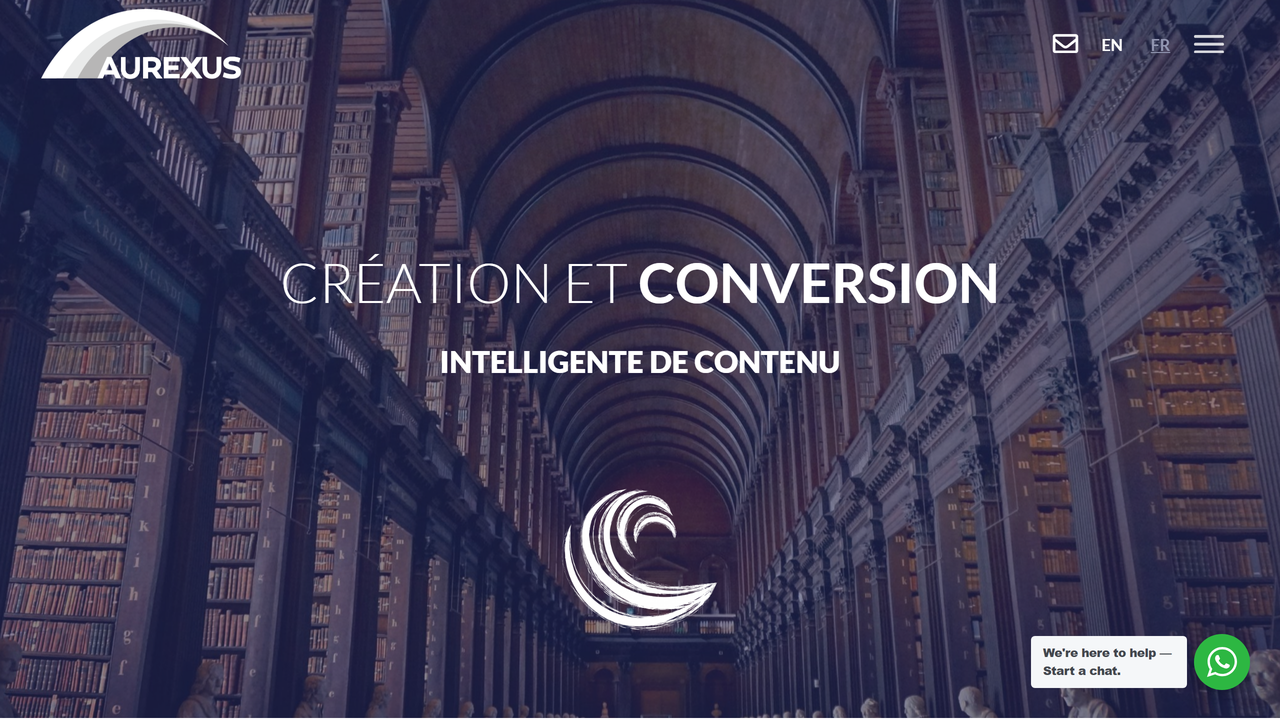 AUREXUS
EN FR
CRÉATION ET CONVERSION
INTELLIGENTE DE CONTENU
We're here to help —
Start a chat.